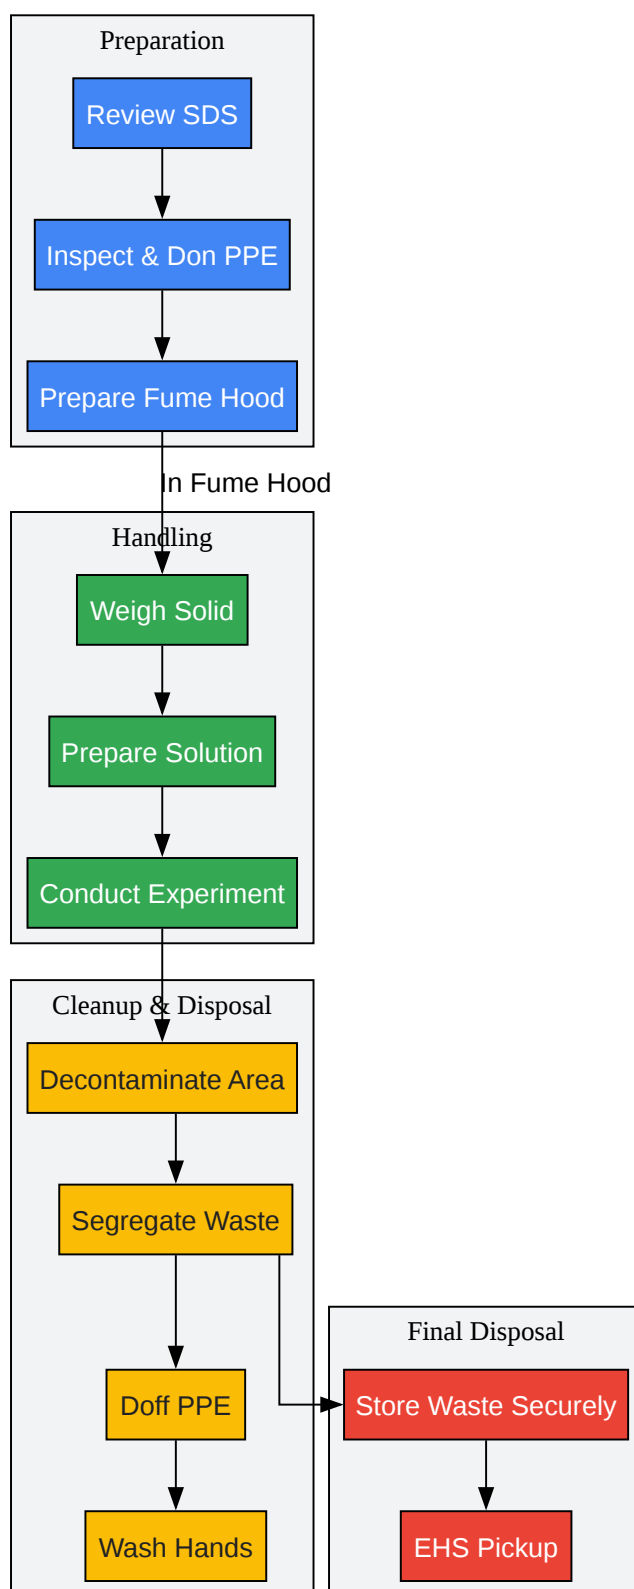 Preparation
Review SDS
Inspect & Don PPE
Prepare Fume Hood
In Fume Hood
Handling
Weigh Solid
Prepare Solution
Conduct Experiment
Cleanup & Disposal
Decontaminate Area
Segregate Waste
Doff PPE
Wash Hands
Final Disposal
Store Waste Securely
EHS Pickup